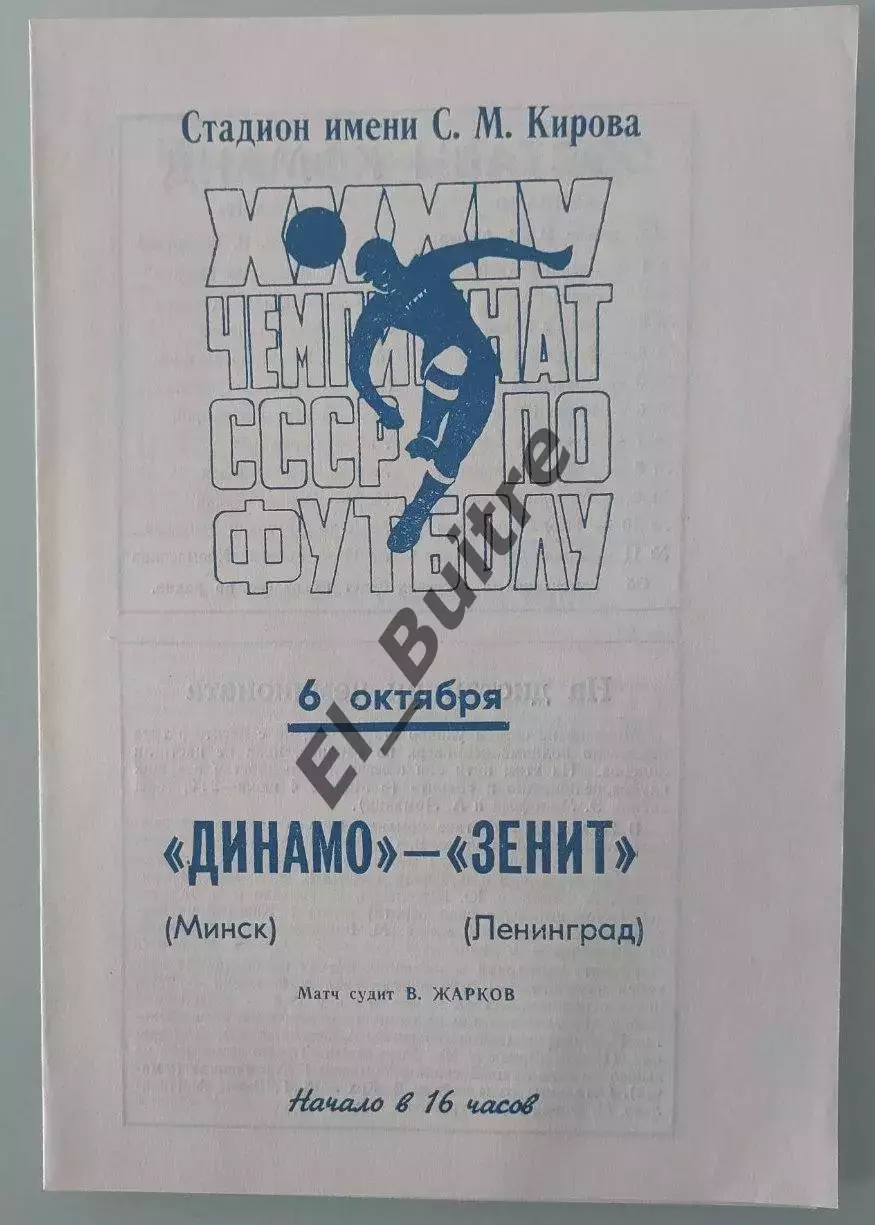 Стадион имени С. М. Кирова
XXXIV
ЧЕМПИОНАТ
СССР ПО
ФУТБОЛУ
6 октября
«ДИНАМО»—«ЗЕНИТ»
(Минск) (Ленинград)
Матч судит В. ЖАРКОВ
Начало в 16 часов
El_Buitre